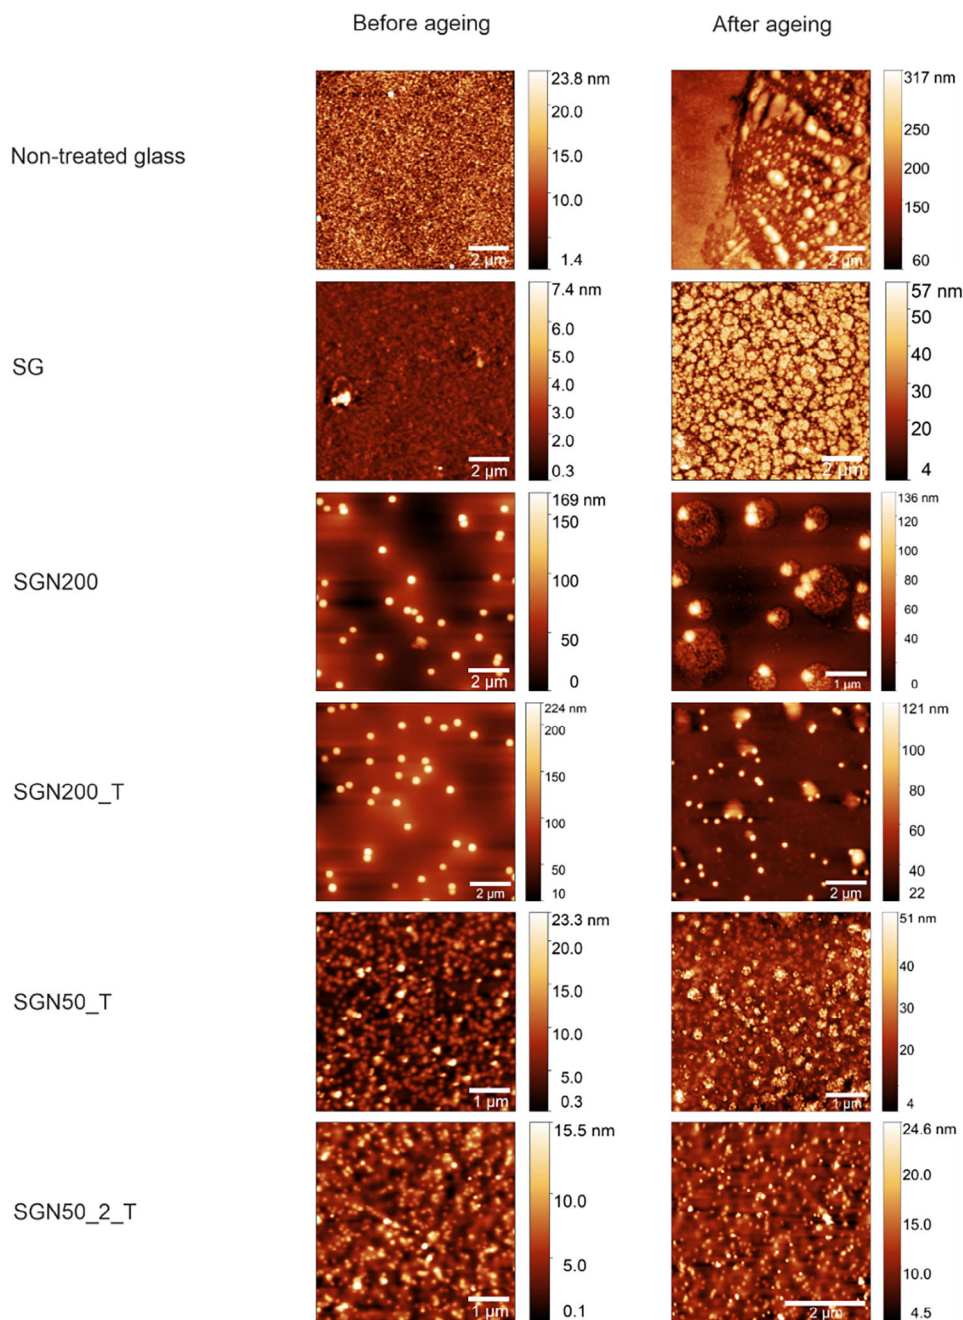 Before ageing
After ageing
Non-treated glass
23.8 nm
20.0
15.0
10.0
1.4
2 μm
317 nm
250
200
150
60
2 μm
SG
7.4 nm
6.0
5.0
4.0
3.0
2.0
0.3
2 μm
57 nm
50
40
30
20
4
2 μm
SGN200
169 nm
150
100
50
0
2 μm
136 nm
120
100
80
60
40
0
1 μm
SGN200_T
224 nm
200
150
100
50
10
2 μm
121 nm
100
80
60
40
22
2 μm
SGN50_T
23.3 nm
20.0
15.0
10.0
5.0
0.3
1 μm
51 nm
40
30
20
4
1 μm
SGN50_2_T
15.5 nm
10.0
5.0
0.1
1 μm
24.6 nm
20.0
15.0
10.0
4.5
2 μm